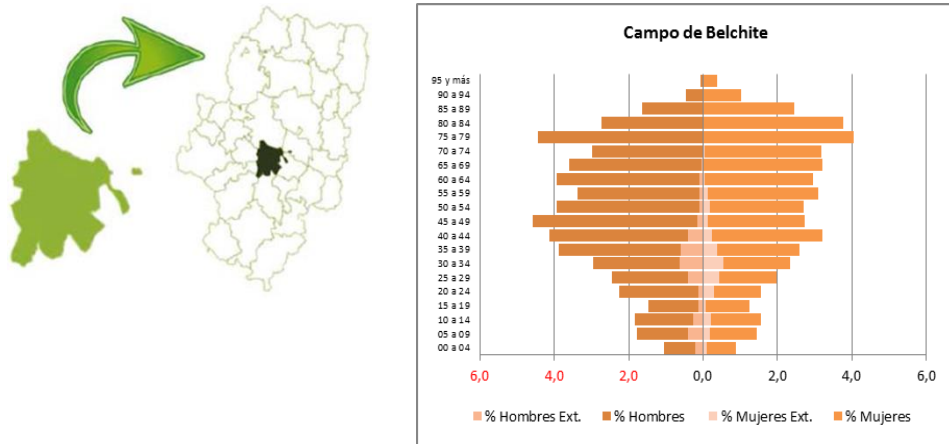 Campo de Belchite
95 y más
90 a 94
85 a 89
80 a 84
75 a 79
70 a 74
65 a 69
60 a 64
55 a 59
50 a 54
45 a 49
40 a 44
35 a 39
30 a 34
25 a 29
20 a 24
15 a 19
10 a 14
05 a 09
00 a 04
6,0 4,0 2,0 0,0 2,0 4,0 6,0
% Hombres Ext. % Hombres % Mujeres Ext. % Mujeres